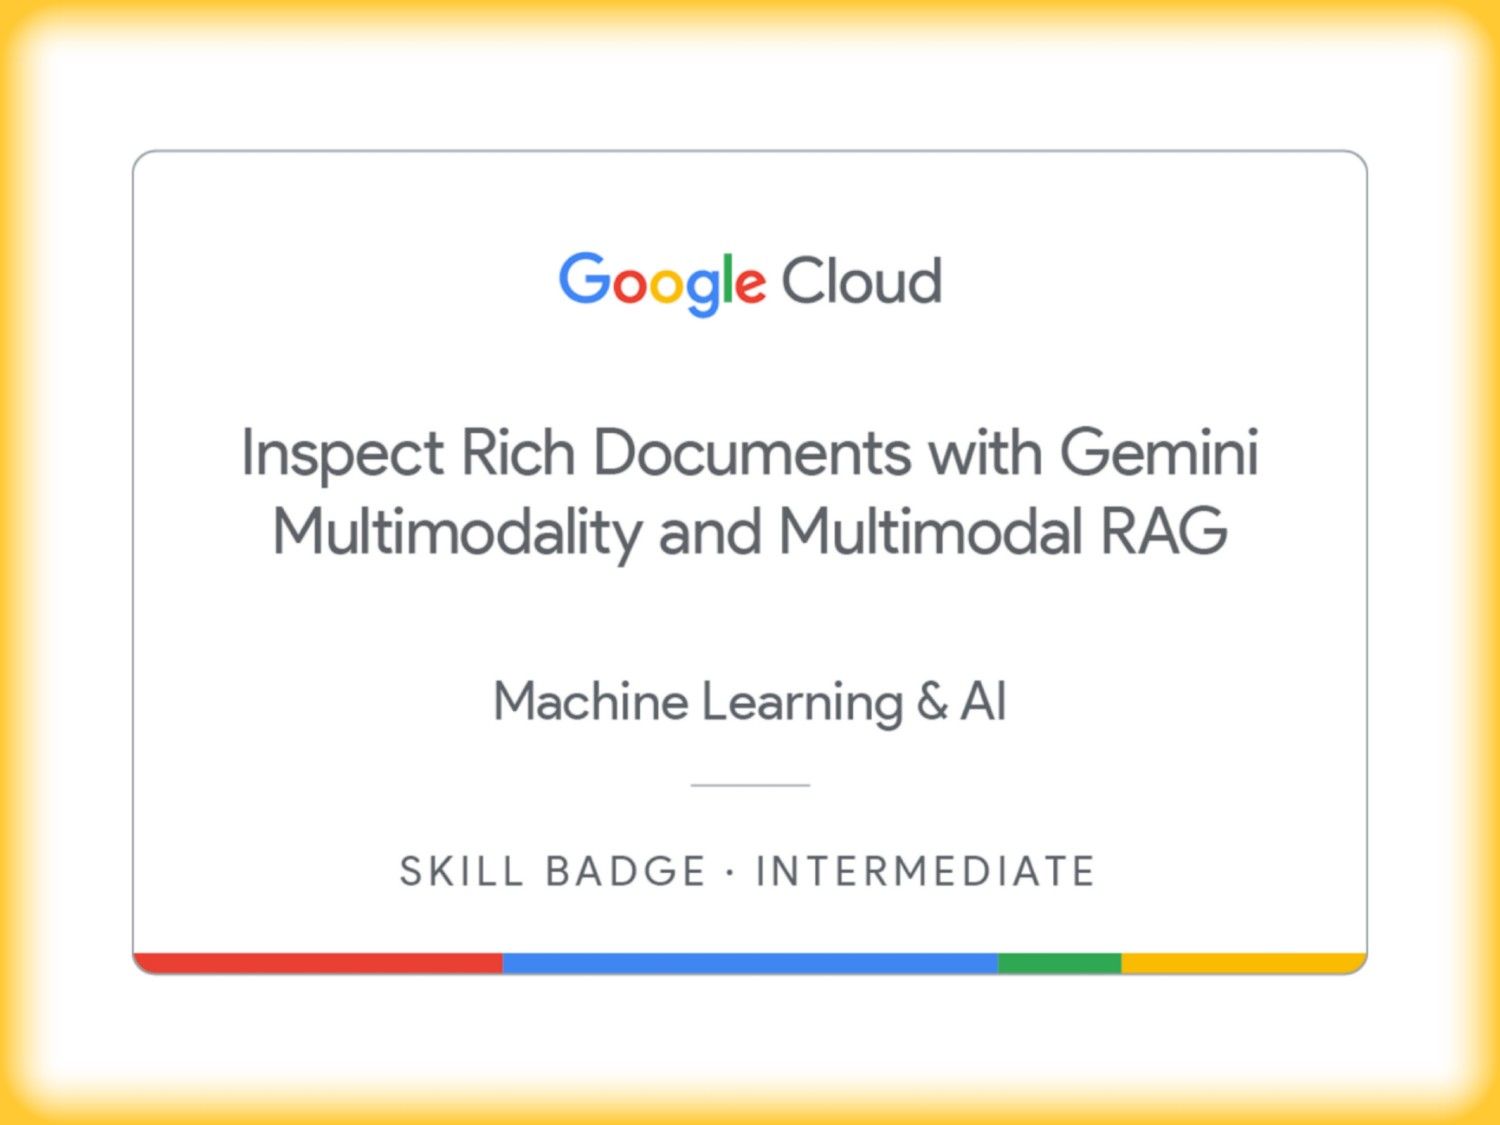 Google Cloud
Inspect Rich Documents with Gemini
Multimodality and Multimodal RAG
Machine Learning & AI
SKILL BADGE · INTERMEDIATE